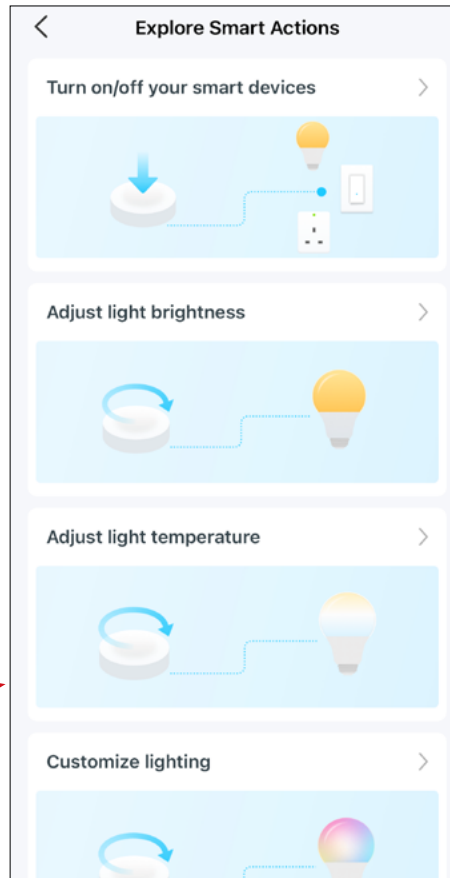 Explore Smart Actions
Turn on/off your smart devices
Adjust light brightness
Adjust light temperature
Customize lighting